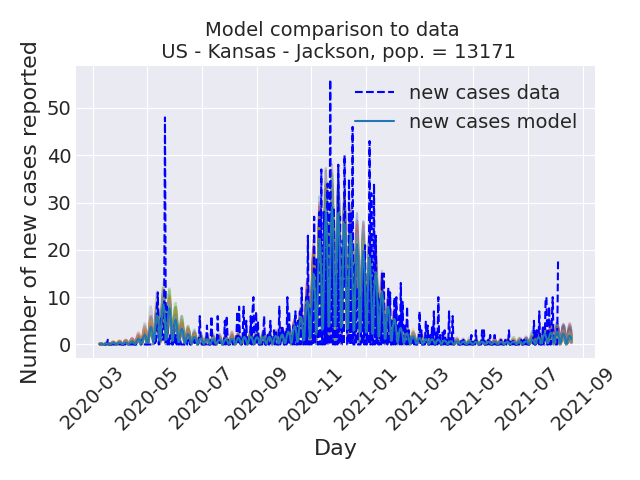 Model comparison to data
US - Kansas - Jackson, pop. = 13171
Number of new cases reported
50
40
30
20
10
0
new cases data
new cases model
2020-03
2020-05
2020-07
2020-09
2020-11
2021-01
2021-03
2021-05
2021-07
2021-09
Day